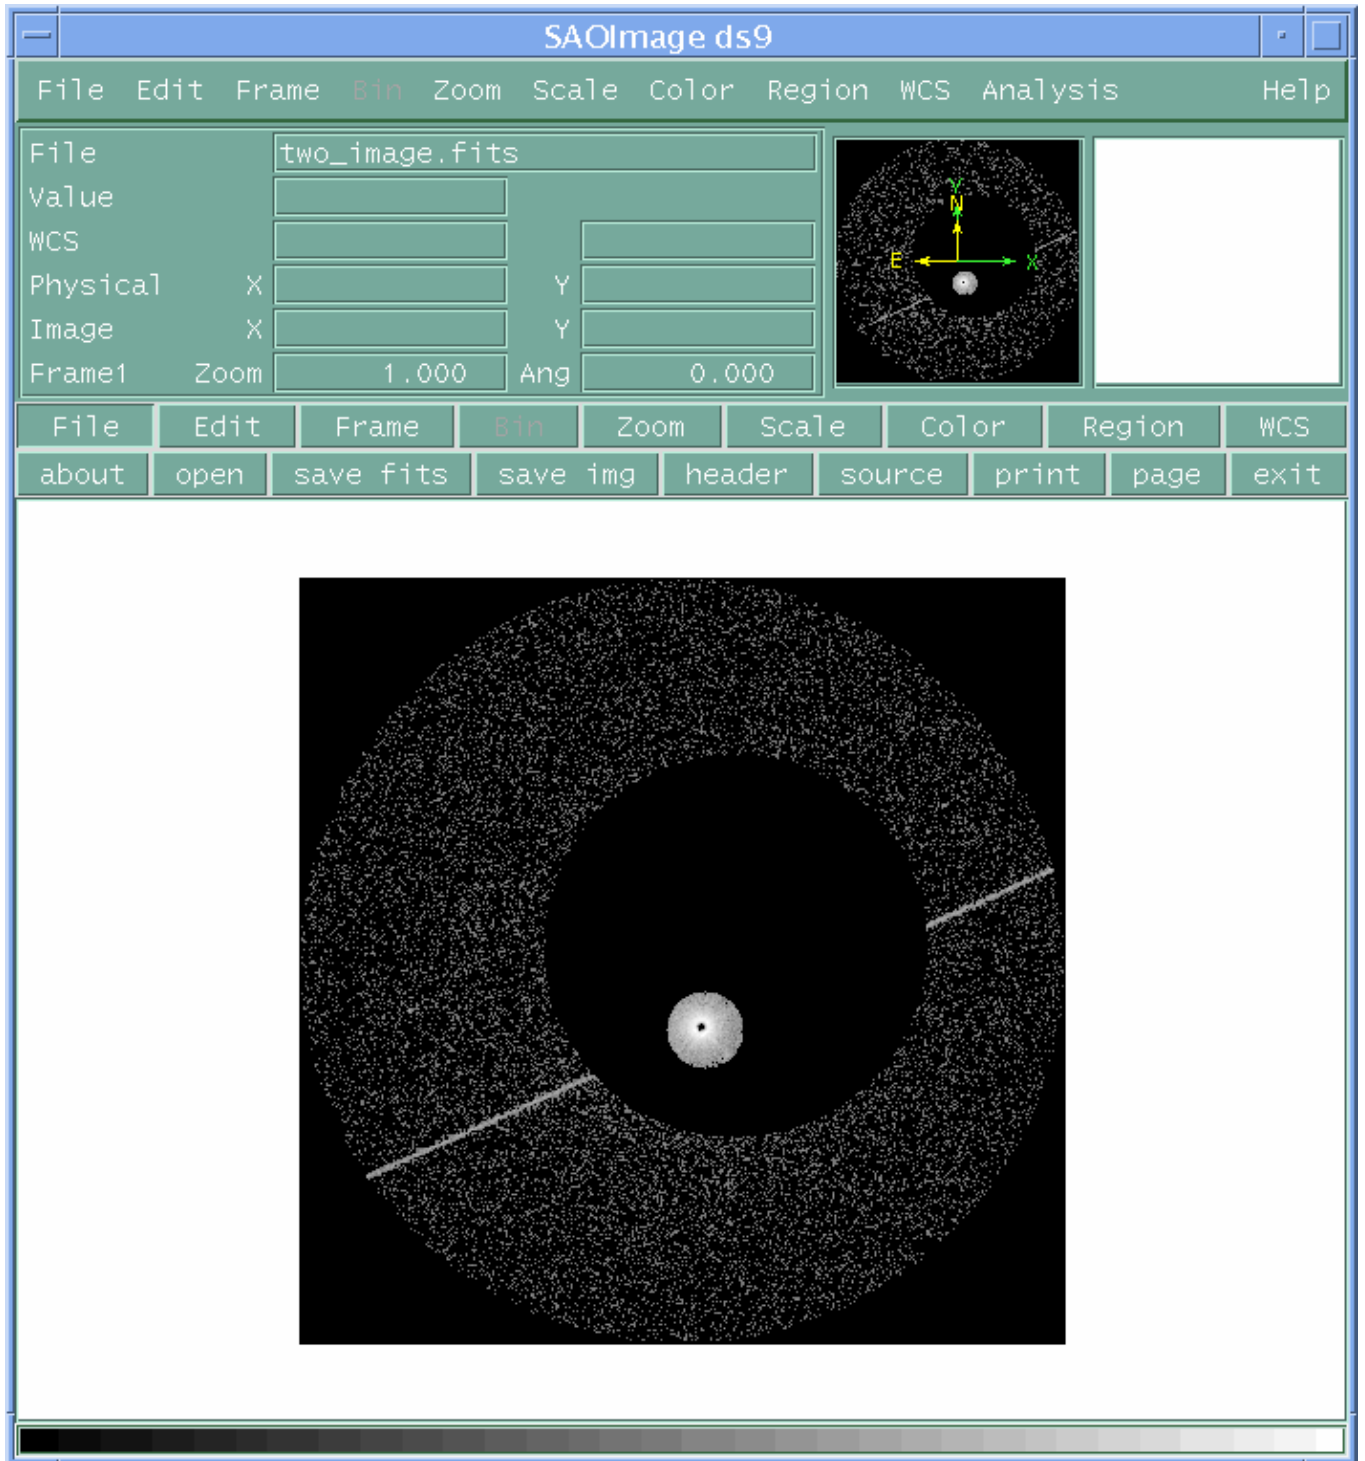 SAOImage ds9
File Edit Frame Bin Zoom Scale Color Region WCS Analysis Help
File two_image.fits
Value
WCS
Physical X Y
Image X Y
Frame1 Zoom 1.000 Ang 0.000
Y
N
E X
File Edit Frame Bin Zoom Scale Color Region WCS
about open save fits save img header source print page exit